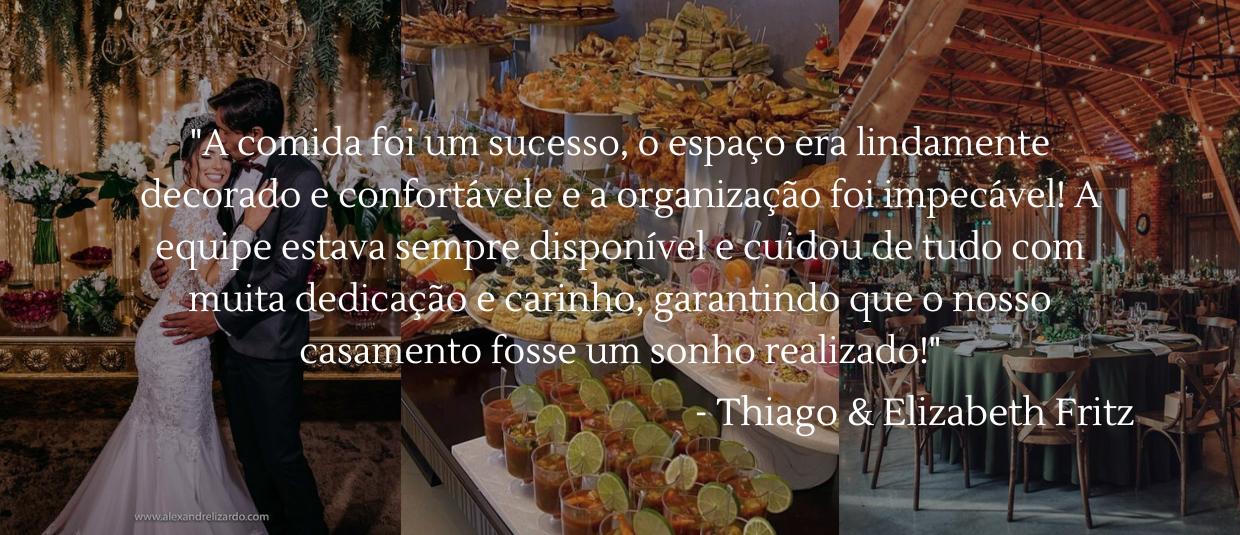 "A comida foi um sucesso, o espaço era lindamente
decorado e confortávele e a organização foi impecável! A
equipe estava sempre disponível e cuidou de tudo com
muita dedicação e carinho, garantindo que o nosso
casamento fosse um sonho realizado!"
- Thiago & Elizabeth Fritz
www.alexandrelizardo.com